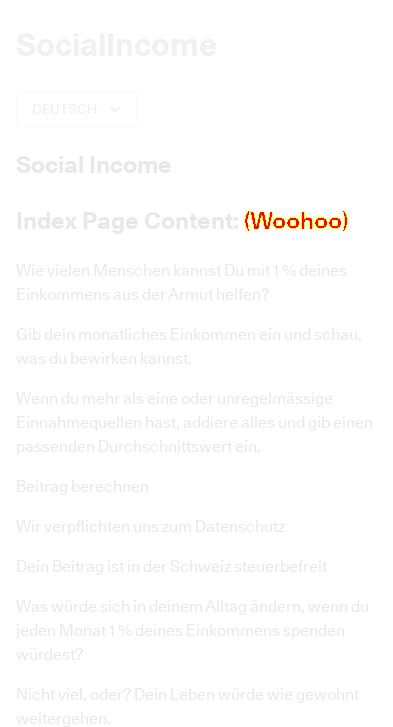 SocialIncome
DEUTSCH
Social Income
Index Page Content: (Woohoo)
Wie vielen Menschen kannst Du mit 1 % deines
Einkommens aus der Armut helfen?
Gib dein monatliches Einkommen ein und schau,
was du bewirken kannst.
Wenn du mehr als eine oder unregelmässige
Einnahmequellen hast, addiere alles und gib einen
passenden Durchschnittswert ein.
Beitrag berechnen
Wir verpflichten uns zum Datenschutz
Dein Beitrag ist in der Schweiz steuerbefreit
Was würde sich in deinem Alltag ändern, wenn du
jeden Monat 1 % deines Einkommens spenden
würdest?
Nicht viel, oder? Dein Leben würde wie gewohnt
weitergehen.